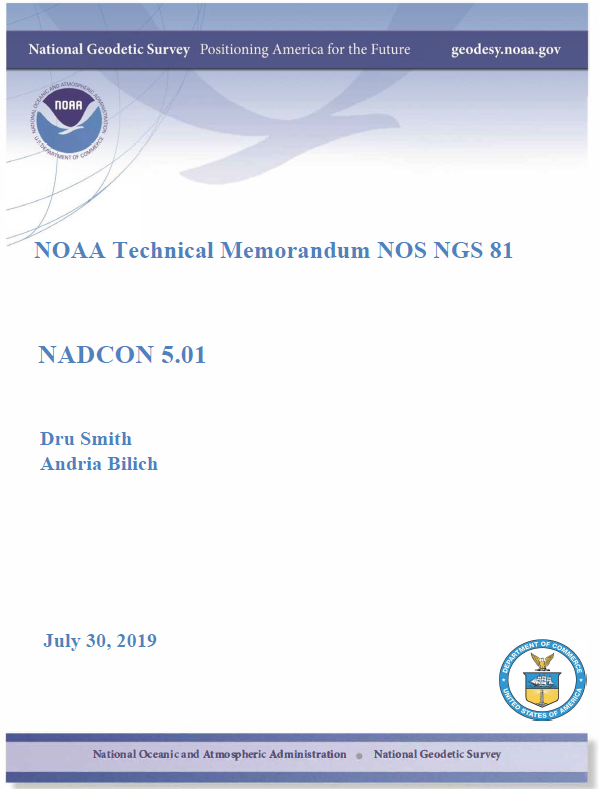 National Geodetic Survey Positioning America for the Future geodesy.noaa.gov
NATIONAL OCEANIC AND ATMOSPHERIC ADMINISTRATION
NOAA
U.S. DEPARTMENT OF COMMERCE
NOAA Technical Memorandum NOS NGS 81
NADCON 5.01
Dru Smith
Andria Bilich
July 30, 2019
DEPARTMENT OF COMMERCE
UNITED STATES OF AMERICA
National Oceanic and Atmospheric Administration ● National Geodetic Survey